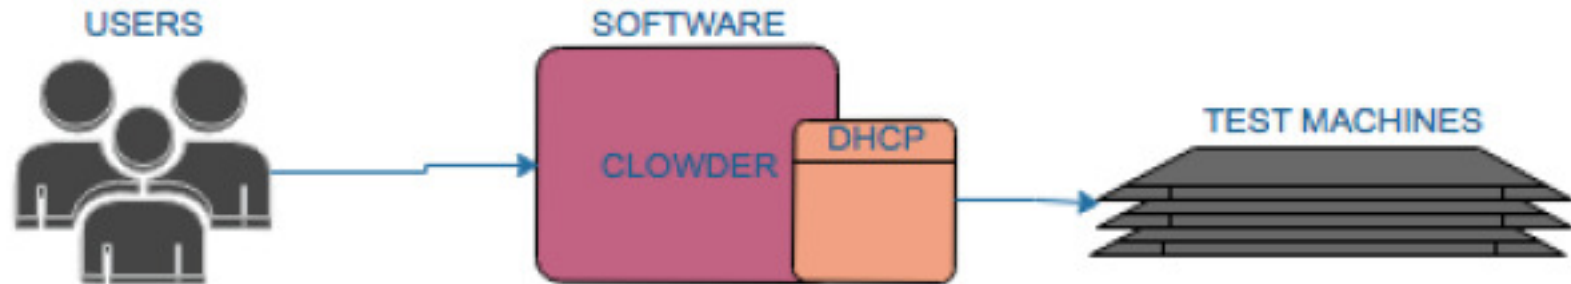 USERS
SOFTWARE
CLOWDER
DHCP
TEST MACHINES